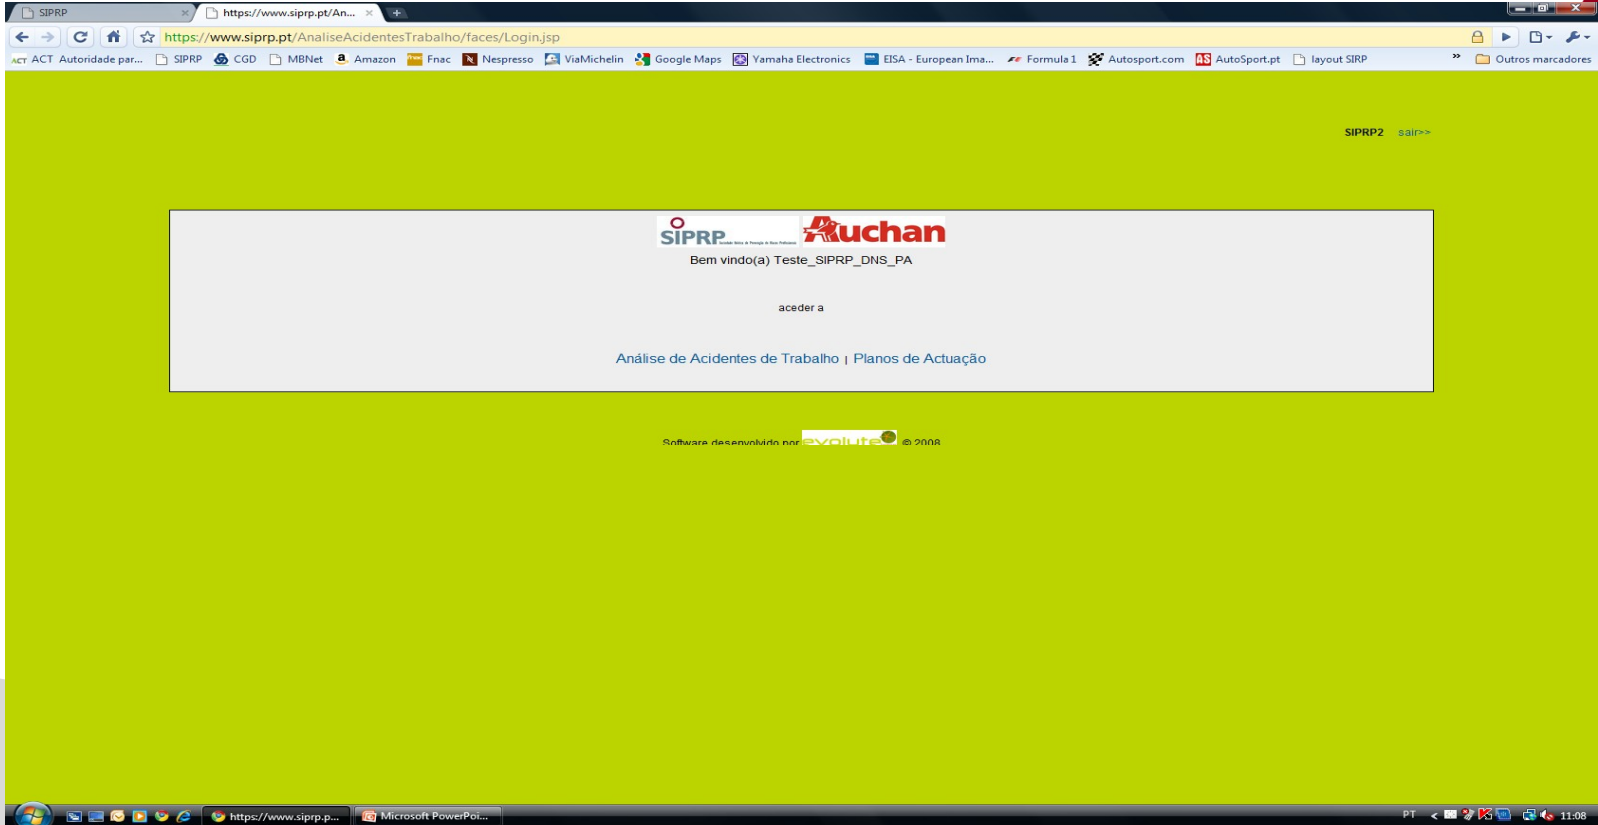 SIPRP
https://www.siprp.pt/An...
https://www.siprp.pt/AnaliseAcidentesTrabalho/faces/Login.jsp
ACT ACT Autoridade par... SIPRP CGD MBNet a. Amazon fnac Fnac N Nespresso ViaMichelin Google Maps Yamaha Electronics EISA - European Ima... Formula 1 Autosport.com AS AutoSport.pt layout SIRP » Outros marcadores
SIPRP2 sair>>
SIPRP Auchan
Bem vindo(a) Teste_SIPRP_DNS_PA
aceder a
Análise de Acidentes de Trabalho | Planos de Actuação
Software desenvolvido por evolute © 2008
https://www.siprp.p... Microsoft PowerPoi... PT < 11:08